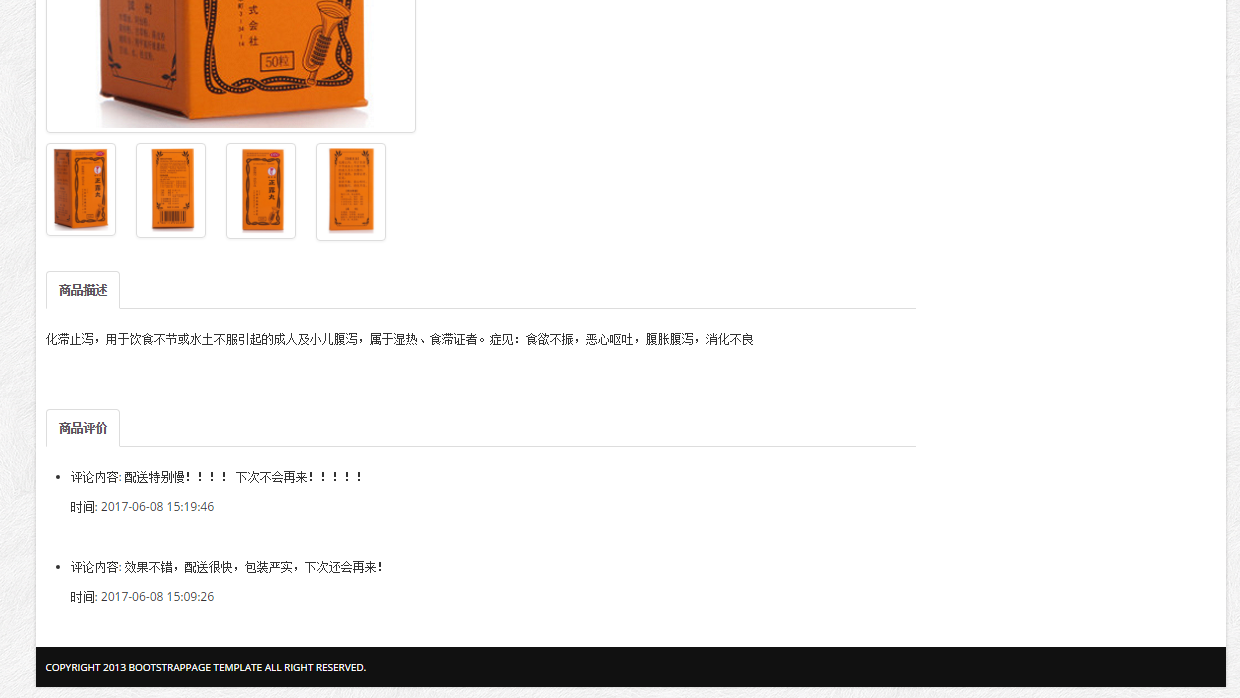 式
会
社
50粒
正露丸
正露丸
商品描述
化滞止泻，用于饮食不节或水土不服引起的成人及小儿腹泻，属于湿热、食滞证者。症见：食欲不振，恶心呕吐，腹胀腹泻，消化不良
商品评价
评论内容: 配送特别慢！！！！ 下次不会再来！！！！！
时间: 2017-06-08 15:19:46
评论内容: 效果不错，配送很快，包装严实，下次还会再来！
时间: 2017-06-08 15:09:26
COPYRIGHT 2013 BOOTSTRAPPAGE TEMPLATE ALL RIGHT RESERVED.